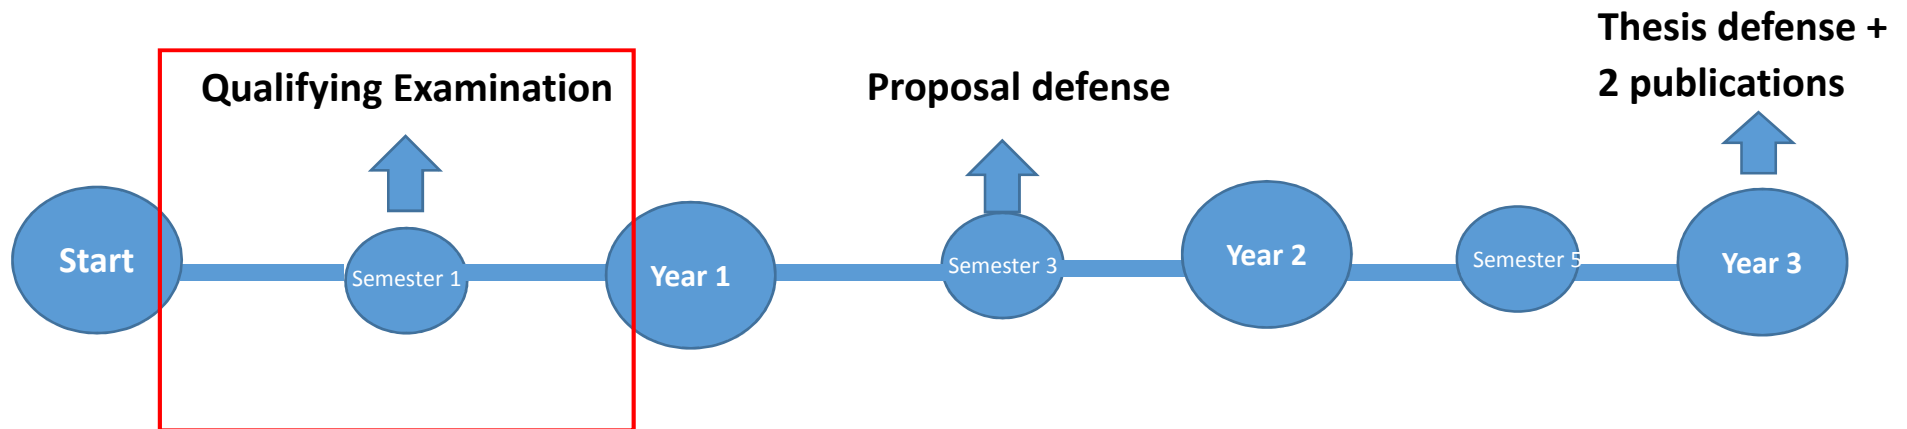 Thesis defense +
2 publications
Qualifying Examination
Proposal defense
Start
Semester 1
Year 1
Semester 3
Year 2
Semester 5
Year 3